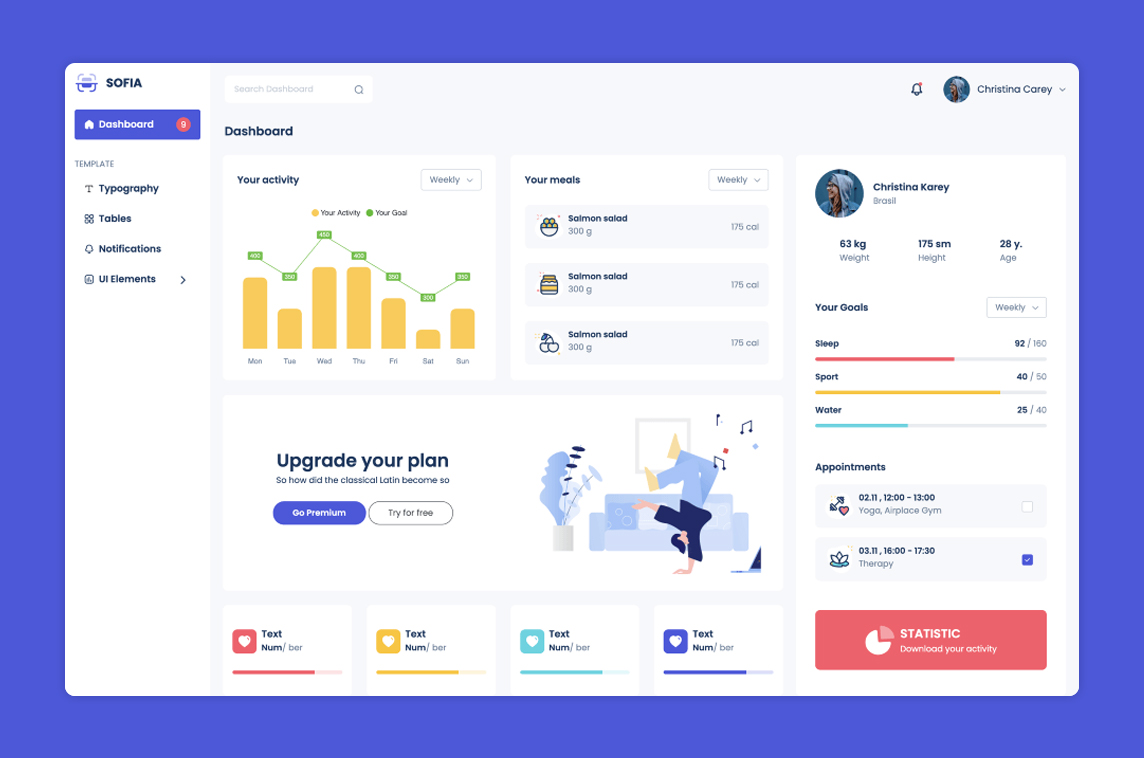 SOFIA
Search Dashboard
Christina Carey
Dashboard 9
TEMPLATE
Typography
Tables
Notifications
UI Elements
Dashboard
Your activity
Weekly
Your Activity Your Goal
400 350 450 400 350 300 350
Mon Tue Wed Thu Fri Sat Sun
Your meals
Weekly
Salmon salad
300 g
175 cal
Salmon salad
300 g
175 cal
Salmon salad
300 g
175 cal
Upgrade your plan
So how did the classical Latin become so
Go Premium
Try for free
Text
Num/ ber
Text
Num/ ber
Text
Num/ ber
Text
Num/ ber
Christina Karey
Brasil
63 kg 175 sm 28 y.
Weight Height Age
Your Goals
Weekly
Sleep 92 / 160
Sport 40 / 50
Water 25 / 40
Appointments
02.11 , 12:00 - 13:00
Yoga, Airplace Gym
03.11 , 16:00 - 17:30
Therapy
STATISTIC
Download your activity